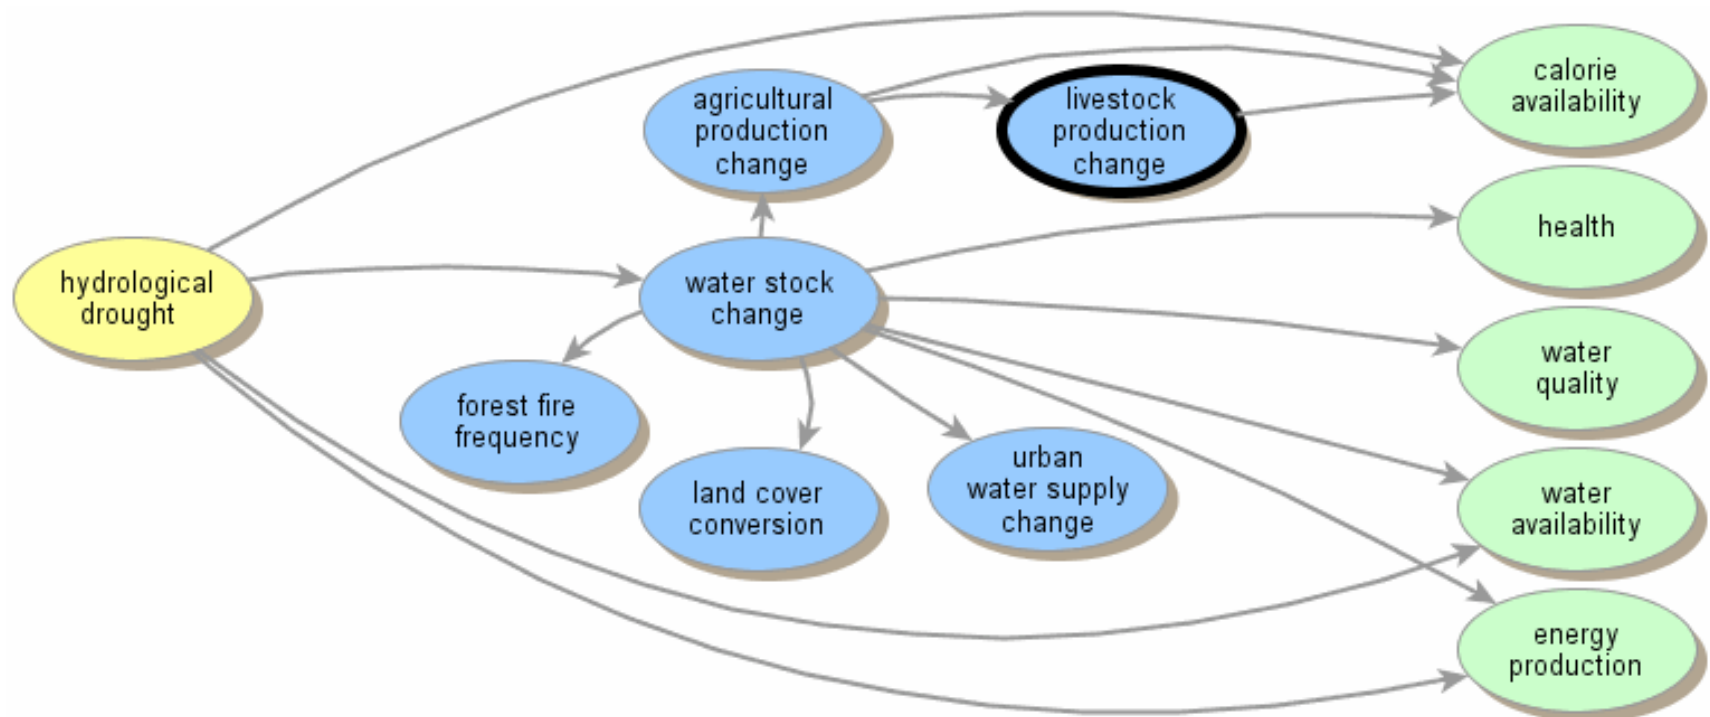 calorie
availability
agricultural
production
change
livestock
production
change
health
hydrological
drought
water stock
change
water
quality
forest fire
frequency
land cover
conversion
urban
water supply
change
water
availability
energy
production